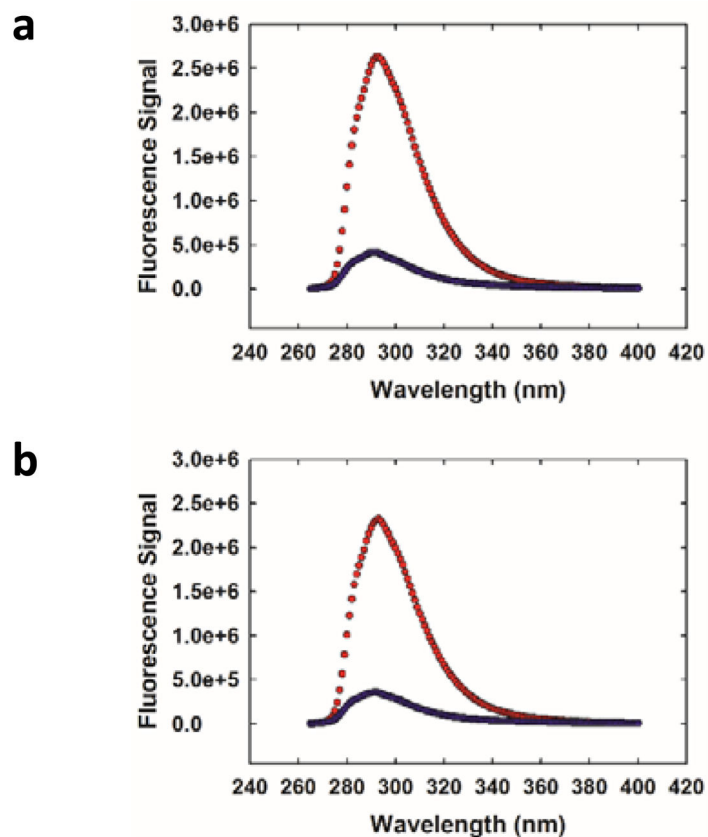 a
3.0e+6
2.5e+6
2.0e+6
1.5e+6
1.0e+6
5.0e+5
0.0
Fluorescence Signal
240 260 280 300 320 340 360 380 400 420
Wavelength (nm)
b
3.0e+6
2.5e+6
2.0e+6
1.5e+6
1.0e+6
5.0e+5
0.0
Fluorescence Signal
240 260 280 300 320 340 360 380 400 420
Wavelength (nm)